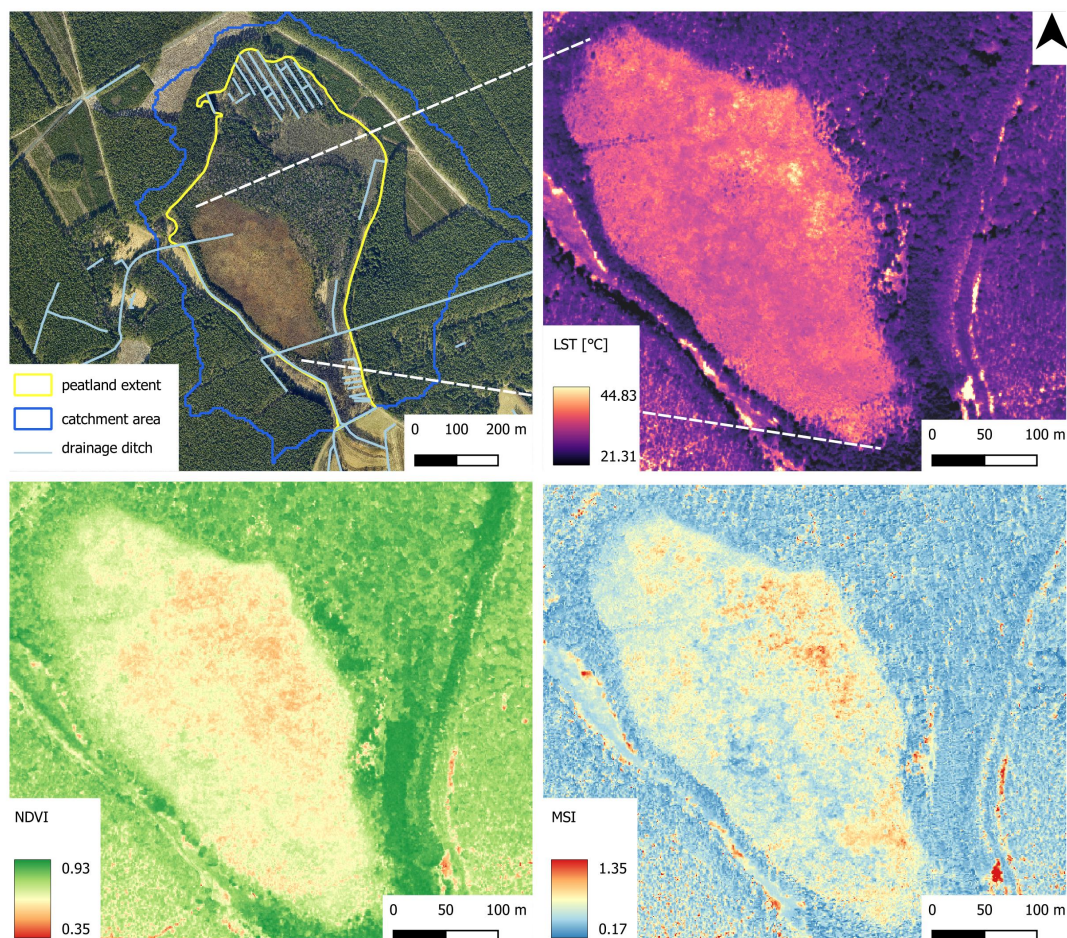 peatland extent
catchment area
drainage ditch
0 100 200 m
LST [°C]
44.83
21.31
0 50 100 m
NDVI
0.93
0.35
0 50 100 m
MSI
1.35
0.17
0 50 100 m